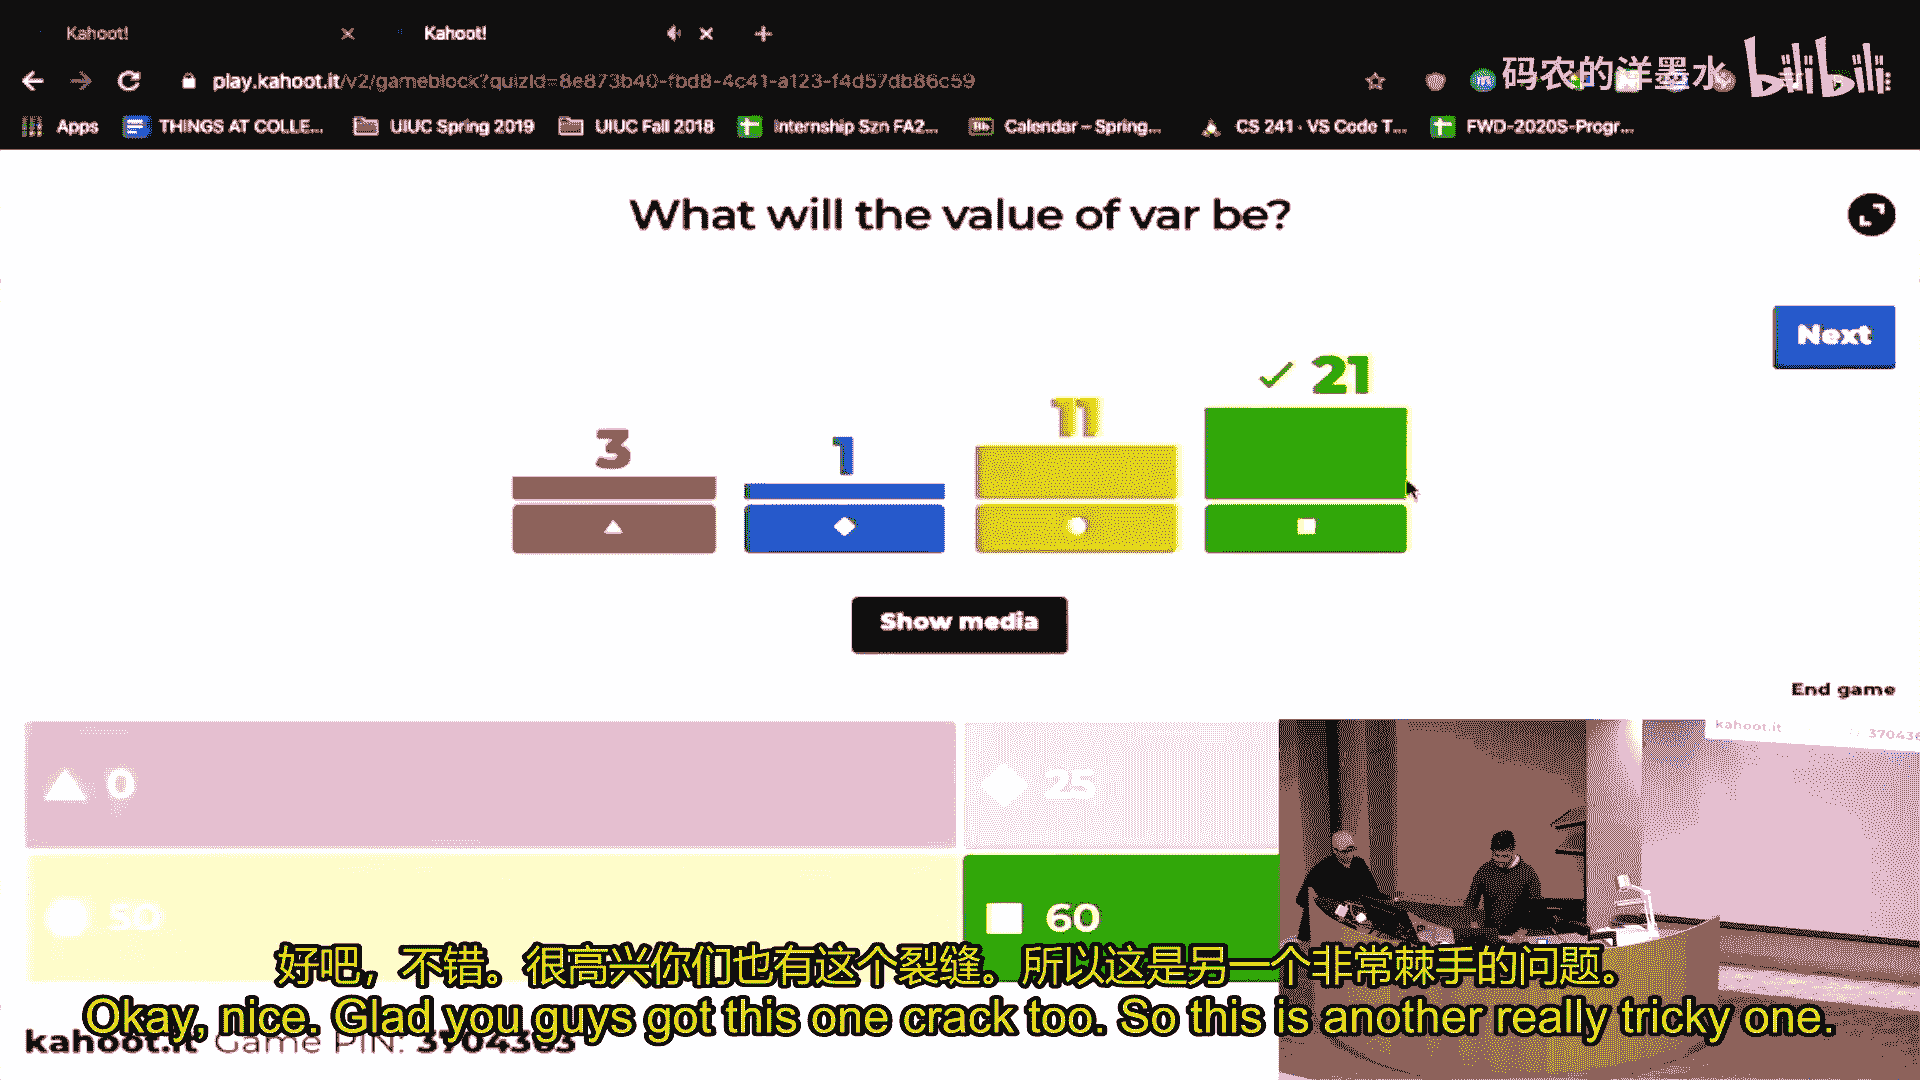 Kahoot!
Kahoot!
play.kahoot.it/v2/gameblock?quizId=8e873b40-fbd8-4c41-a123-f4d57db86c59
码农的洋墨水
bilibili
Apps
THINGS AT COLLE...
UIUC Spring 2019
UIUC Fall 2018
Internship Szn FA2...
Calendar – Spring...
CS 241 · VS Code T...
FWD-2020S-Progr...
What will the value of var be?
Next
3
1
11
21
Show media
End game
0
25
50
60
kahoot.it
好吧，不错。很高兴你们也有这个裂缝。所以这是另一个非常棘手的问题。
Okay, nice. Glad you guys got this one crack too. So this is another really tricky one.
kahoot.it Game PIN: